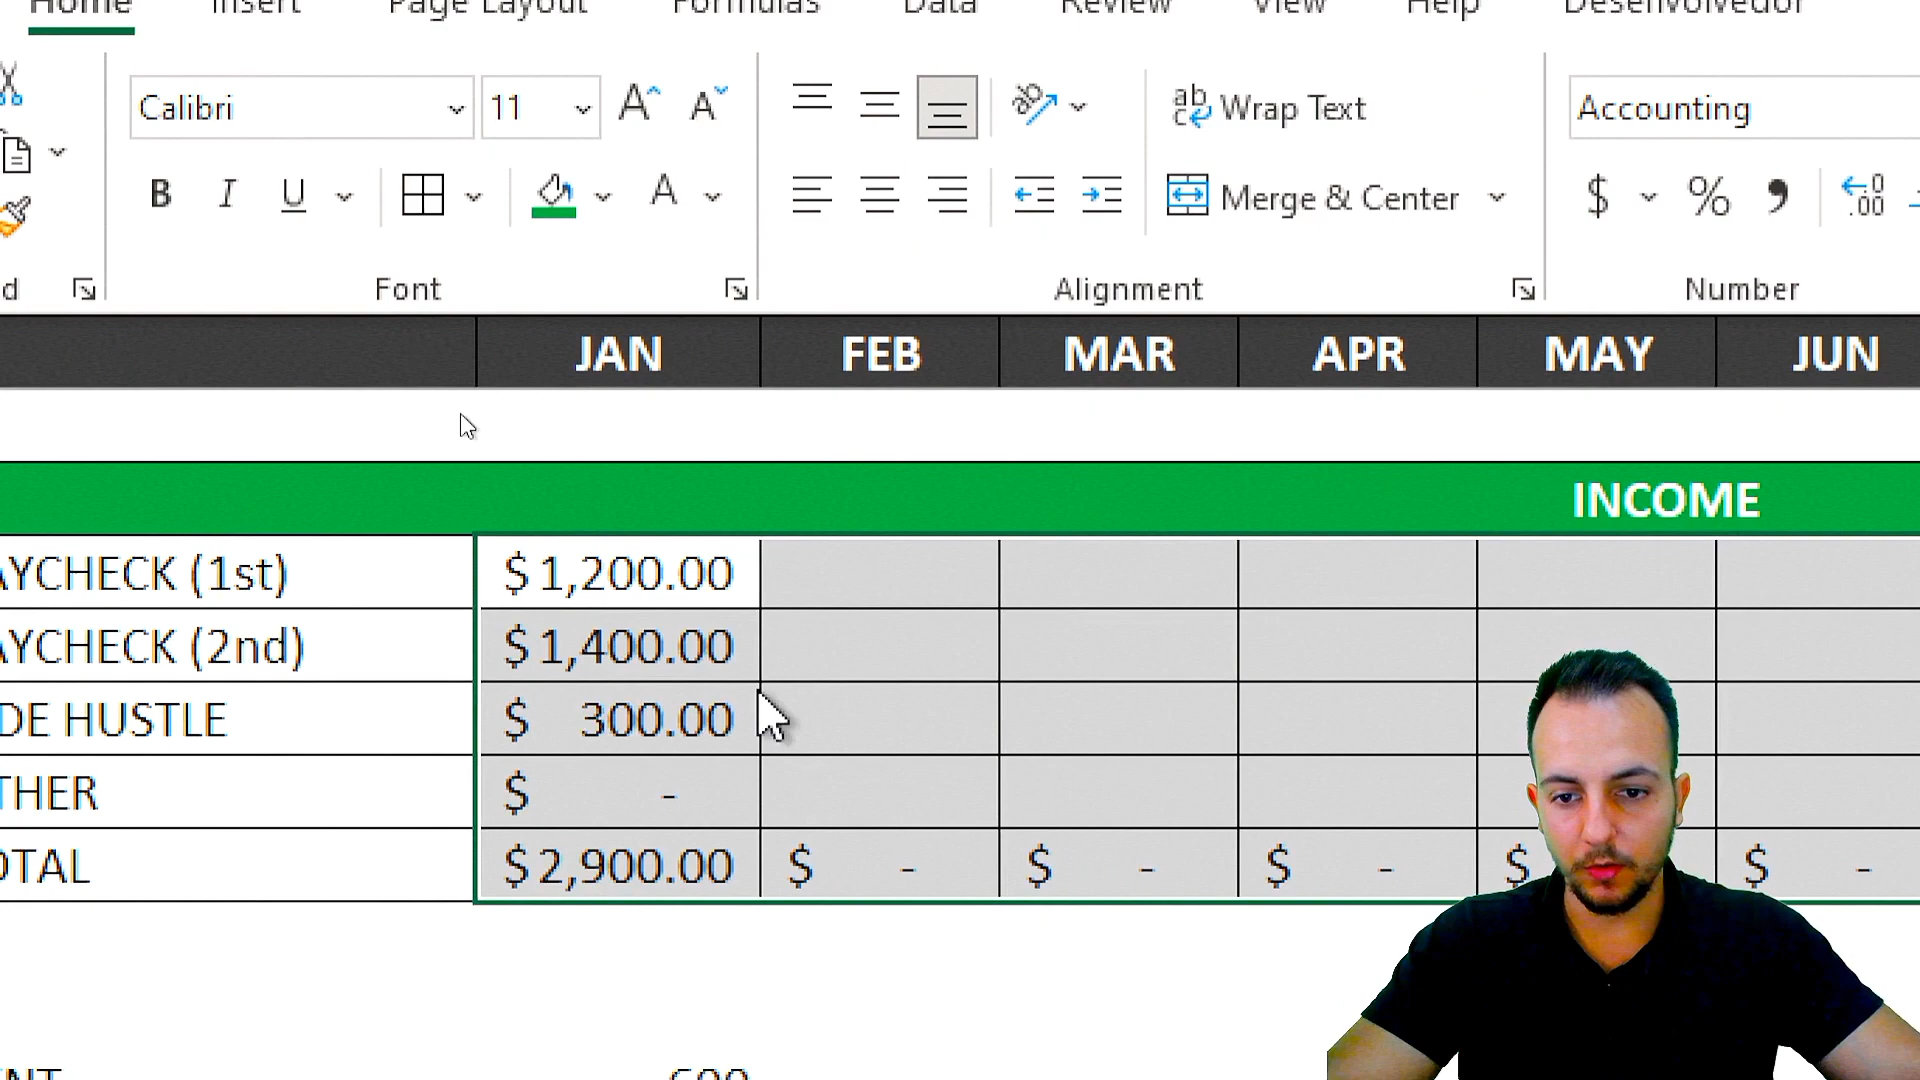 Home Insert Page Layout Formulas Data Review View Help Desenvolvedor
Calibri 11 Wrap Text Accounting
B I U A Merge & Center $ % .00
d Font Alignment Number
JAN FEB MAR APR MAY JUN
INCOME
AYCHECK (1st) $ 1,200.00
AYCHECK (2nd) $ 1,400.00
DE HUSTLE $ 300.00
THER $ -
OTAL $ 2,900.00 $ - $ - $ - $ $ -